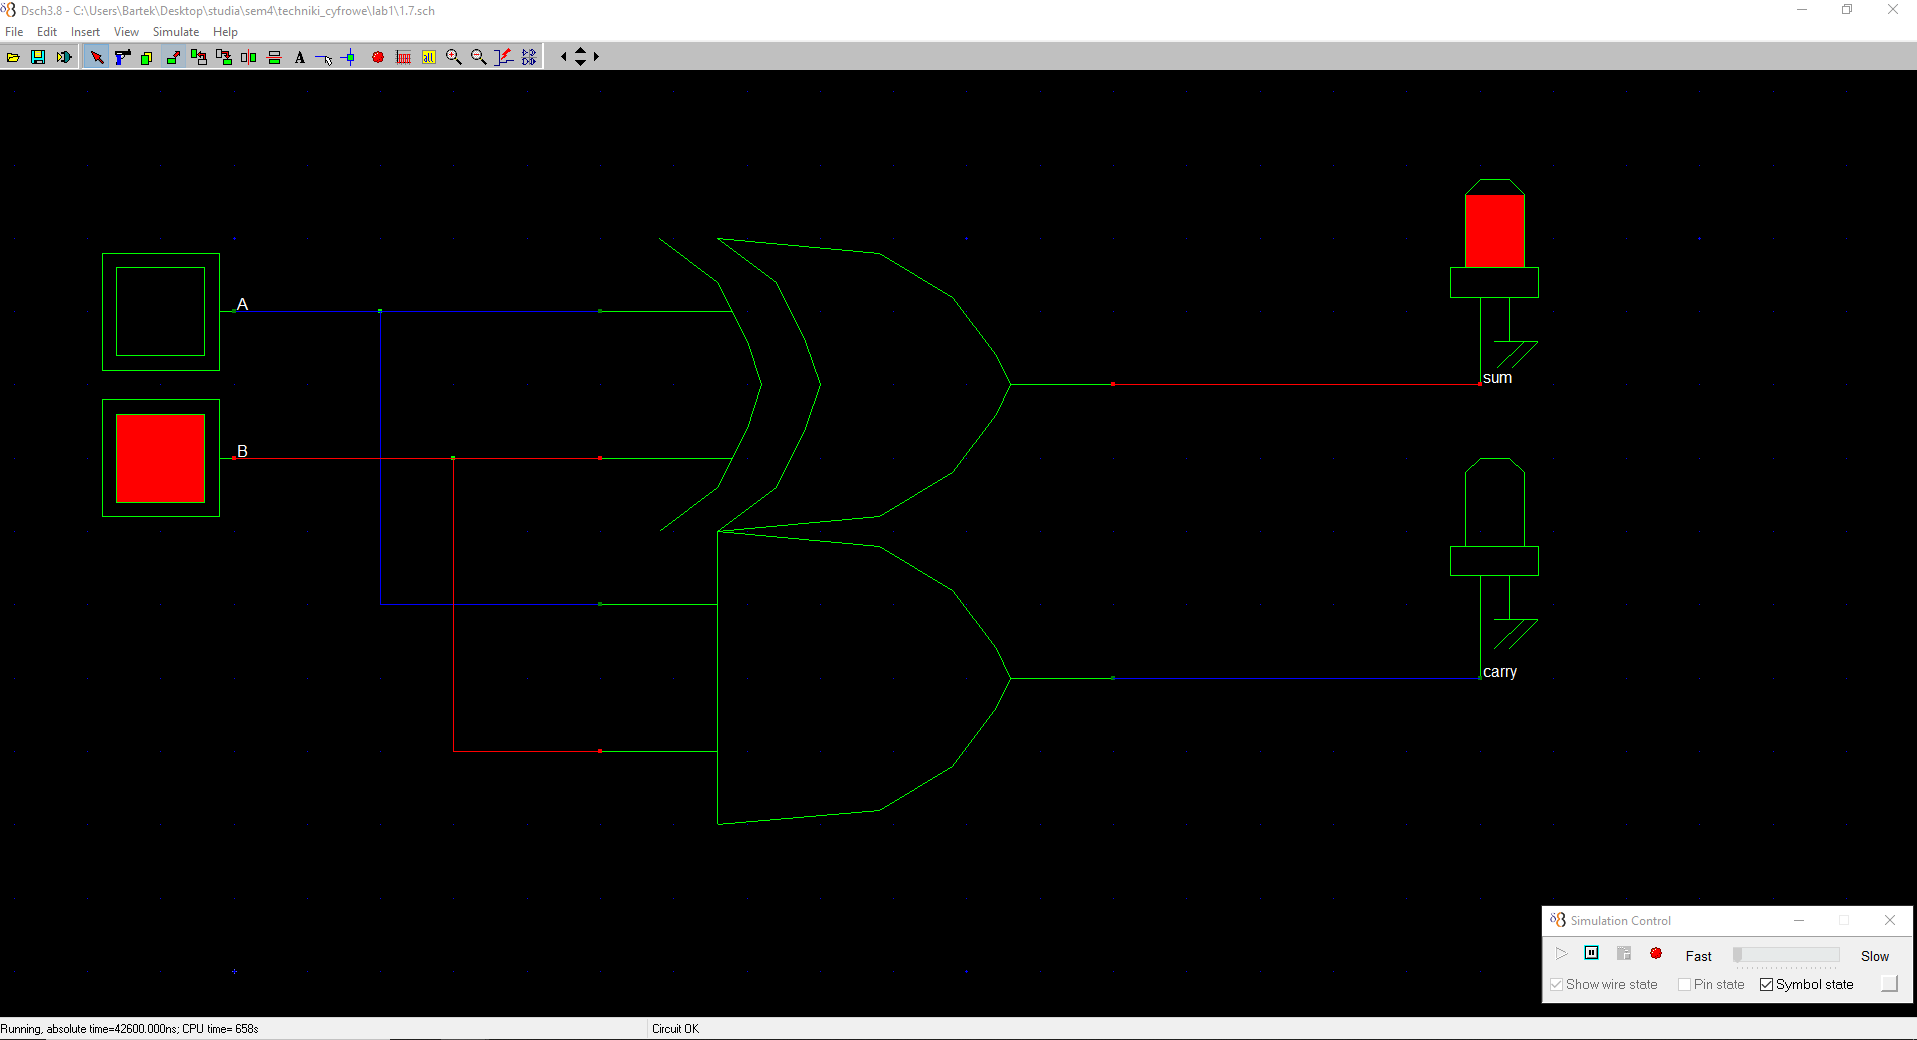 Dsch3.8 - C:\Users\Bartek\Desktop\studia\sem4\techniki_cyfrowe\lab1\1.7.sch
File Edit Insert View Simulate Help
A
B
sum
carry
Simulation Control
Fast Slow
Show wire state Pin state Symbol state
Running, absolute time=42600.000ns; CPU time= 658s Circuit OK